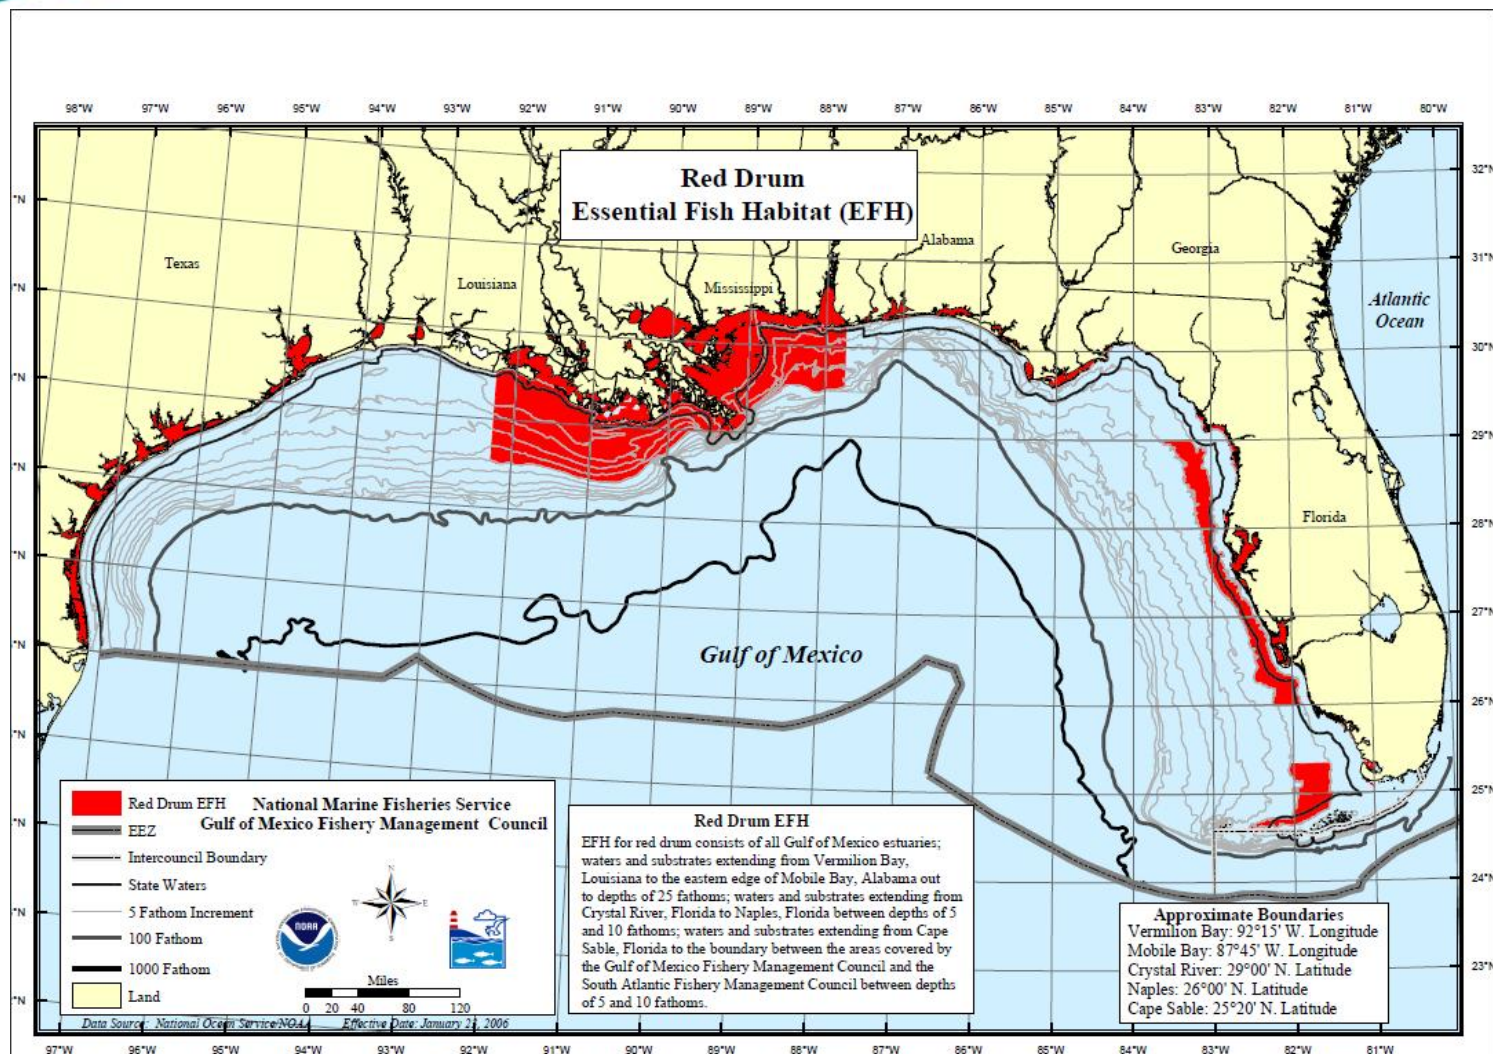 98°W 97°W 96°W 95°W 94°W 93°W 92°W 91°W 90°W 89°W 88°W 87°W 86°W 85°W 84°W 83°W 82°W 81°W 80°W
Red Drum
Essential Fish Habitat (EFH)
32°N
°N
Alabama
Georgia
Texas
31°N
Louisiana
Mississippi
°N
Atlantic
Ocean
30°N
°N
29°N
°N
Florida
28°N
°N
27°N
°N
Gulf of Mexico
26°N
°N
25°N
°N
24°N
°N
23°N
°N
Red Drum EFH
EEZ
Intercouncil Boundary
State Waters
5 Fathom Increment
100 Fathom
1000 Fathom
Land
National Marine Fisheries Service
Gulf of Mexico Fishery Management Council
N
W
E
S
NOAA
Miles
0 20 40 80 120
Data Source: National Ocean Service/NOAA
Red Drum EFH
EFH for red drum consists of all Gulf of Mexico estuaries;
waters and substrates extending from Vermilion Bay,
Louisiana to the eastern edge of Mobile Bay, Alabama out
to depths of 25 fathoms; waters and substrates extending from
Crystal River, Florida to Naples, Florida between depths of 5
and 10 fathoms; waters and substrates extending from Cape
Sable, Florida to the boundary between the areas covered by
the Gulf of Mexico Fishery Management Council and the
South Atlantic Fishery Management Council between depths
of 5 and 10 fathoms.
Approximate Boundaries
Vermilion Bay: 92°15' W. Longitude
Mobile Bay: 87°45' W. Longitude
Crystal River: 29°00' N. Latitude
Naples: 26°00' N. Latitude
Cape Sable: 25°20' N. Latitude
97°W 96°W 95°W 94°W 93°W 92°W 91°W 90°W 89°W 88°W 87°W 86°W 85°W 84°W 83°W 82°W 81°W